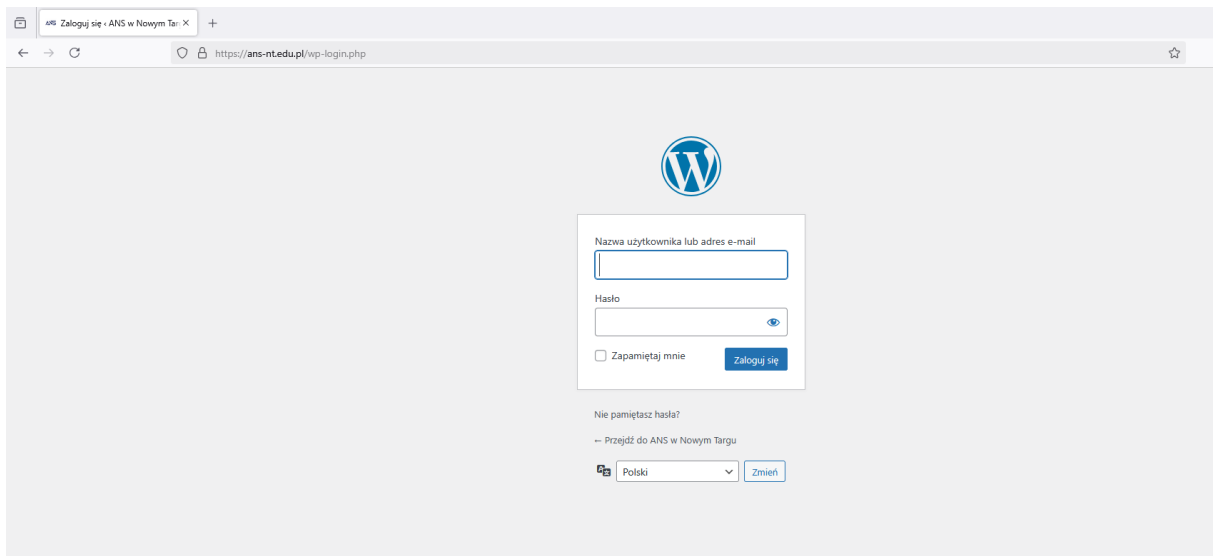 Zaloguj się ‹ ANS w Nowym Tar
https://ans-nt.edu.pl/wp-login.php
Nazwa użytkownika lub adres e-mail
Hasło
Zapamiętaj mnie
Zaloguj się
Nie pamiętasz hasła?
← Przejdź do ANS w Nowym Targu
Polski
Zmień